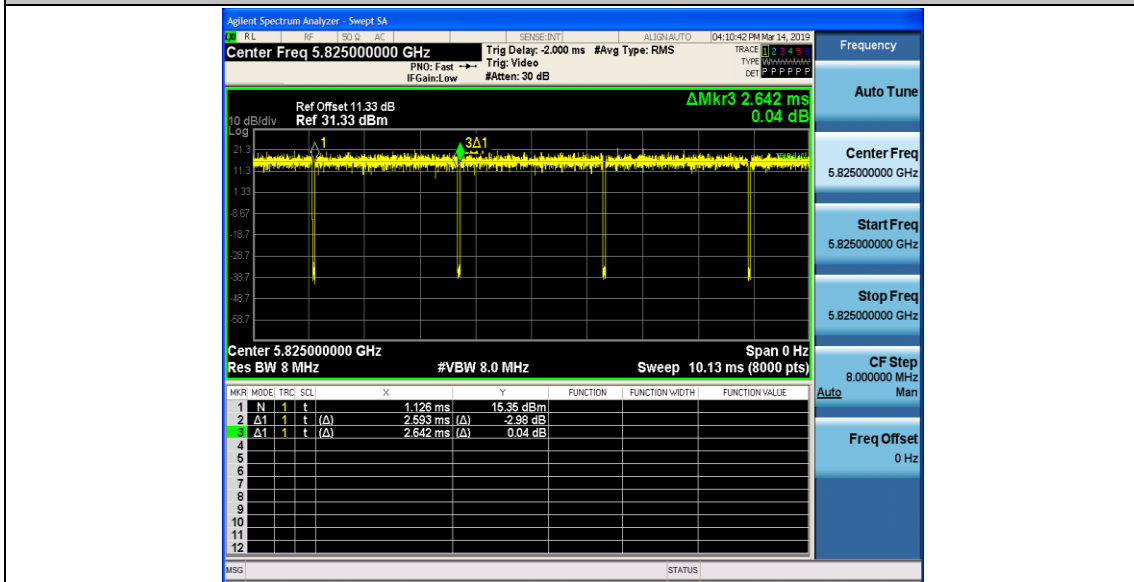 Agilent Spectrum Analyzer - Swept SA
RL RF 50 Ω AC SENSE:INT ALIGN AUTO 04:10:42 PM Mar 14, 2019
Center Freq 5.825000000 GHz
PNO: Fast
IFGain:Low
Trig Delay: -2.000 ms #Avg Type: RMS
Trig: Video
#Atten: 30 dB
TRACE 1 2 3 4 5 6
TYPE
DET P P P P P P
Frequency
Auto Tune
Center Freq
5.825000000 GHz
Start Freq
5.825000000 GHz
Stop Freq
5.825000000 GHz
CF Step
8.000000 MHz
Auto Man
Freq Offset
0 Hz
ΔMkr3 2.642 ms
0.04 dB
Ref Offset 11.33 dB
10 dB/div Ref 31.33 dBm
Log
1
3Δ1
21.3
11.3
1.33
-8.67
-18.7
-28.7
-38.7
-48.7
-58.7
Center 5.825000000 GHz Span 0 Hz
Res BW 8 MHz #VBW 8.0 MHz Sweep 10.13 ms (8000 pts)
MKR MODE TRC SCL X Y FUNCTION FUNCTION WIDTH FUNCTION VALUE
1 N 1 t 1.126 ms 15.35 dBm
2 Δ1 1 t (Δ) 2.593 ms (Δ) -2.98 dB
3 Δ1 1 t (Δ) 2.642 ms (Δ) 0.04 dB
4
5
6
7
8
9
10
11
12
MSG STATUS